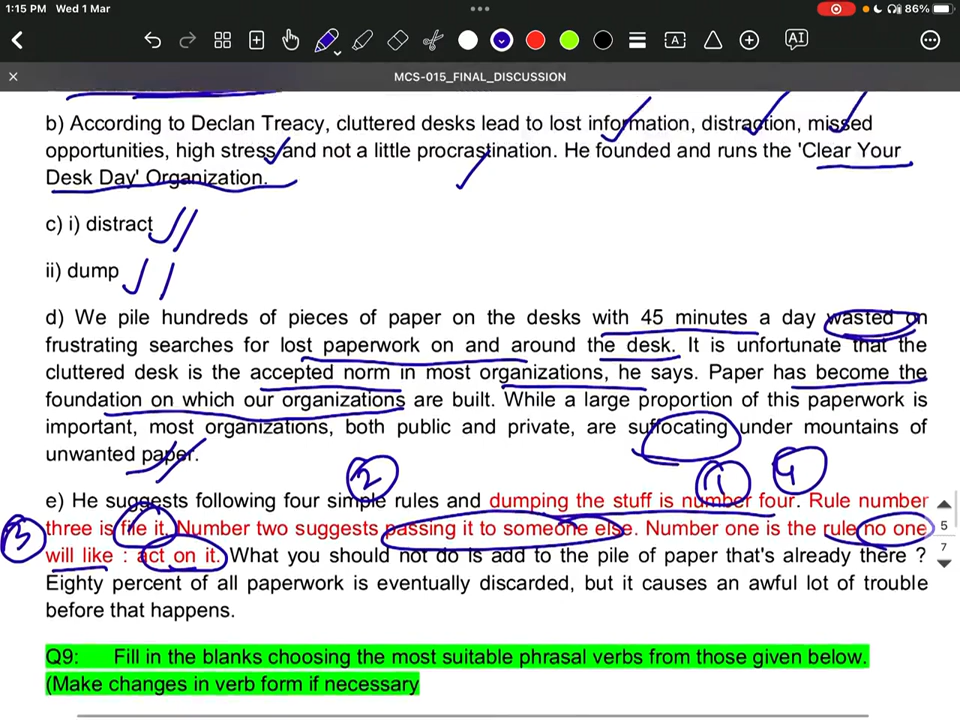 1:15 PM Wed 1 Mar
86%
A
AI
MCS-015_FINAL_DISCUSSION
b) According to Declan Treacy, cluttered desks lead to lost information, distraction, missed
opportunities, high stress and not a little procrastination. He founded and runs the 'Clear Your
Desk Day' Organization.
c) i) distract
ii) dump
d) We pile hundreds of pieces of paper on the desks with 45 minutes a day wasted on
frustrating searches for lost paperwork on and around the desk. It is unfortunate that the
cluttered desk is the accepted norm in most organizations, he says. Paper has become the
foundation on which our organizations are built. While a large proportion of this paperwork is
important, most organizations, both public and private, are suffocating under mountains of
unwanted paper.
2 1 4
e) He suggests following four simple rules and dumping the stuff is number four. Rule number
three is file it. Number two suggests passing it to someone else. Number one is the rule no one
3
will like : act on it. What you should not do is add to the pile of paper that's already there ?
Eighty percent of all paperwork is eventually discarded, but it causes an awful lot of trouble
before that happens.
5
7
Q9: Fill in the blanks choosing the most suitable phrasal verbs from those given below.
(Make changes in verb form if necessary